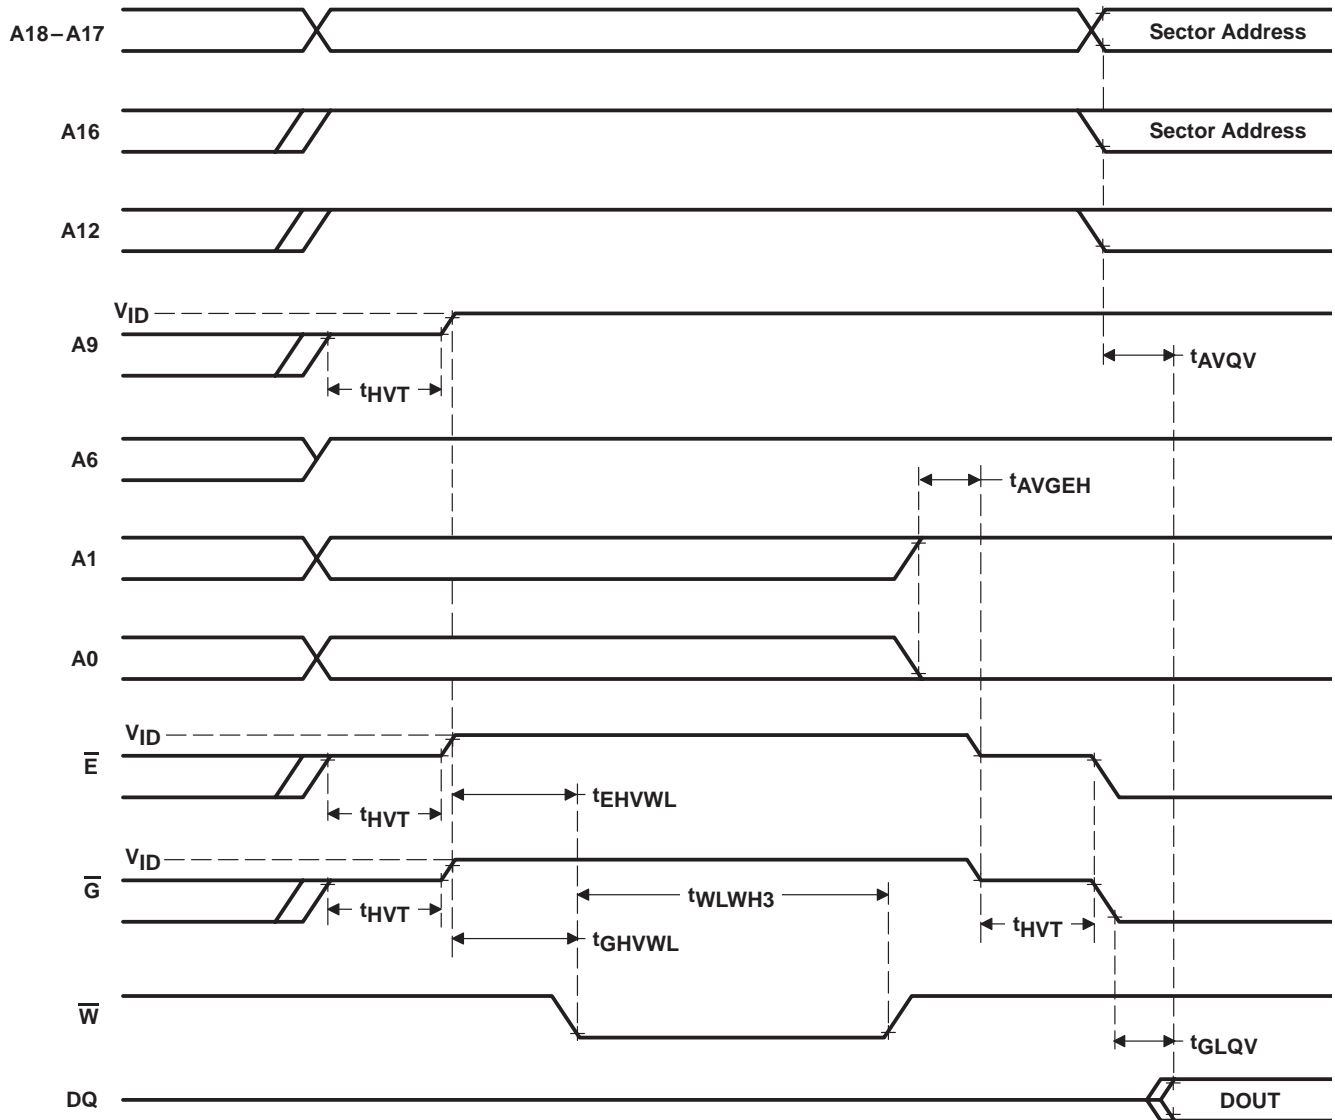 A18–A17
Sector Address
A16
Sector Address
A12
VID
A9
tHVT
tAVQV
A6
tAVGEH
A1
A0
VID
E̅
tHVT
tEHVWL
VID
G̅
tHVT
tWLWH3
tGHVWL
tHVT
W̅
tGLQV
DQ
DOUT